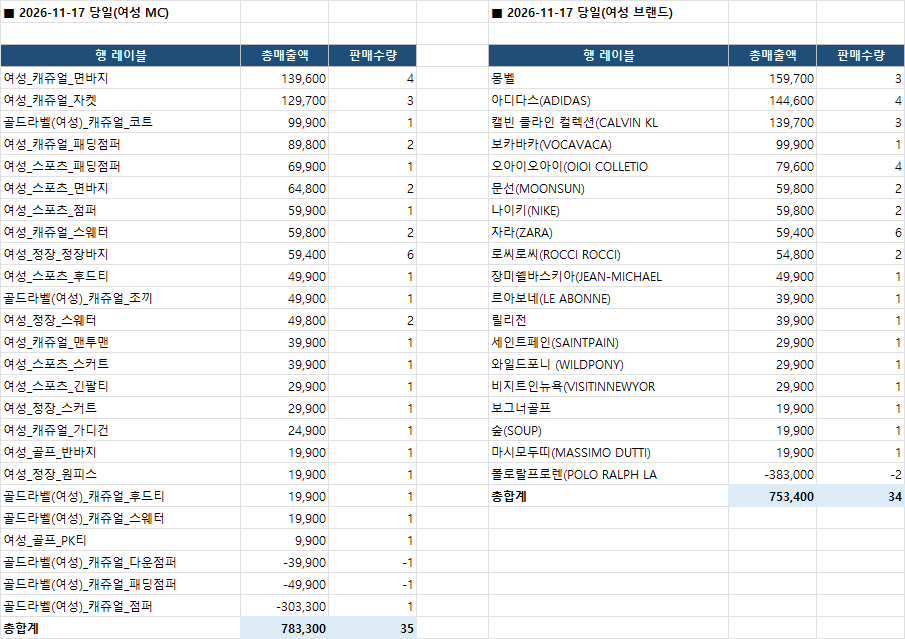 ■ 2026-11-17 당일(여성 MC)
행 레이블 총매출액 판매수량
여성_캐쥬얼_면바지 139,600 4
여성_캐쥬얼_자켓 129,700 3
골드라벨(여성)_캐쥬얼_코트 99,900 1
여성_캐쥬얼_패딩점퍼 89,800 2
여성_스포츠_패딩점퍼 69,900 1
여성_스포츠_면바지 64,800 2
여성_스포츠_점퍼 59,900 1
여성_캐쥬얼_스웨터 59,800 2
여성_정장_정장바지 59,400 6
여성_스포츠_후드티 49,900 1
골드라벨(여성)_캐쥬얼_조끼 49,900 1
여성_정장_스웨터 49,800 2
여성_캐쥬얼_맨투맨 39,900 1
여성_스포츠_스커트 39,900 1
여성_스포츠_긴팔티 29,900 1
여성_정장_스커트 29,900 1
여성_캐쥬얼_가디건 24,900 1
여성_골프_반바지 19,900 1
여성_정장_원피스 19,900 1
골드라벨(여성)_캐쥬얼_후드티 19,900 1
골드라벨(여성)_캐쥬얼_스웨터 19,900 1
여성_골프_PK티 9,900 1
골드라벨(여성)_캐쥬얼_다운점퍼 -39,900 -1
골드라벨(여성)_캐쥬얼_패딩점퍼 -49,900 -1
골드라벨(여성)_캐쥬얼_점퍼 -303,300 1
총합계 783,300 35
■ 2026-11-17 당일(여성 브랜드)
행 레이블 총매출액 판매수량
몽벨 159,700 3
아디다스(ADIDAS) 144,600 4
캘빈 클라인 컬렉션(CALVIN KL 139,700 3
보카바카(VOCAVACA) 99,900 1
오아이오아이(OIOI COLLETIO 79,600 4
문선(MOONSUN) 59,800 2
나이키(NIKE) 59,800 2
자라(ZARA) 59,400 6
로씨로씨(ROCCI ROCCI) 54,800 2
장미쉘바스키아(JEAN-MICHAEL 49,900 1
르아보네(LE ABONNE) 39,900 1
릴리전 39,900 1
세인트페인(SAINTPAIN) 29,900 1
와일드포니 (WILDPONY) 29,900 1
비지트인뉴욕(VISITINNEWYOR 29,900 1
보그너골프 19,900 1
숲(SOUP) 19,900 1
마시모두띠(MASSIMO DUTTI) 19,900 1
폴로랄프로렌(POLO RALPH LA -383,000 -2
총합계 753,400 34